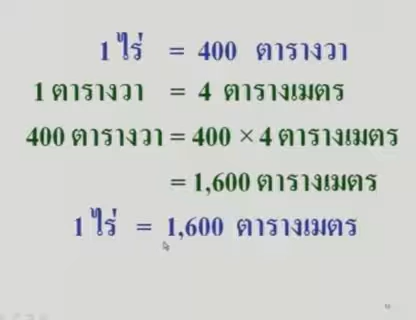 1 ไร่ = 400 ตารางวา
1 ตารางวา = 4 ตารางเมตร
400 ตารางวา = 400 × 4 ตารางเมตร
= 1,600 ตารางเมตร
1 ไร่ = 1,600 ตารางเมตร